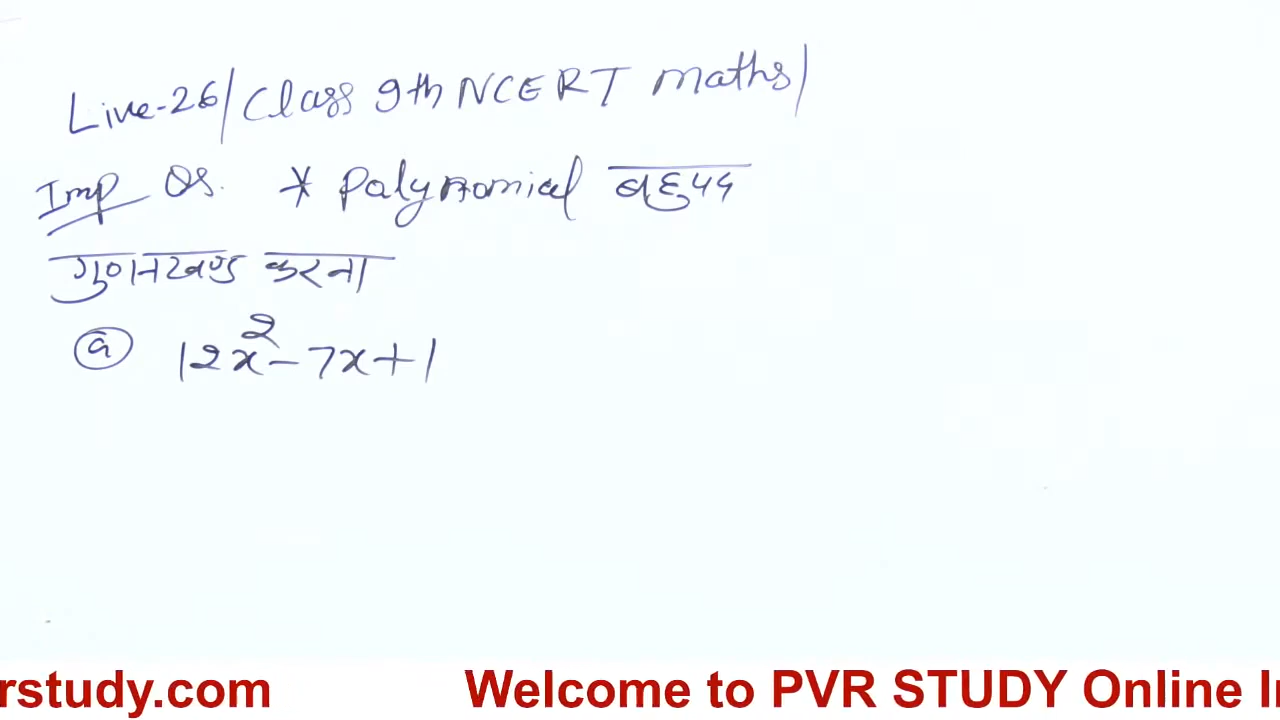 Live-26/Class 9th NCERT maths/
Imp Qs. * Polynomial बहुपद
गुणनखण्ड करना
(a) 12x² - 7x + 1
rstudy.com Welcome to PVR STUDY Online In